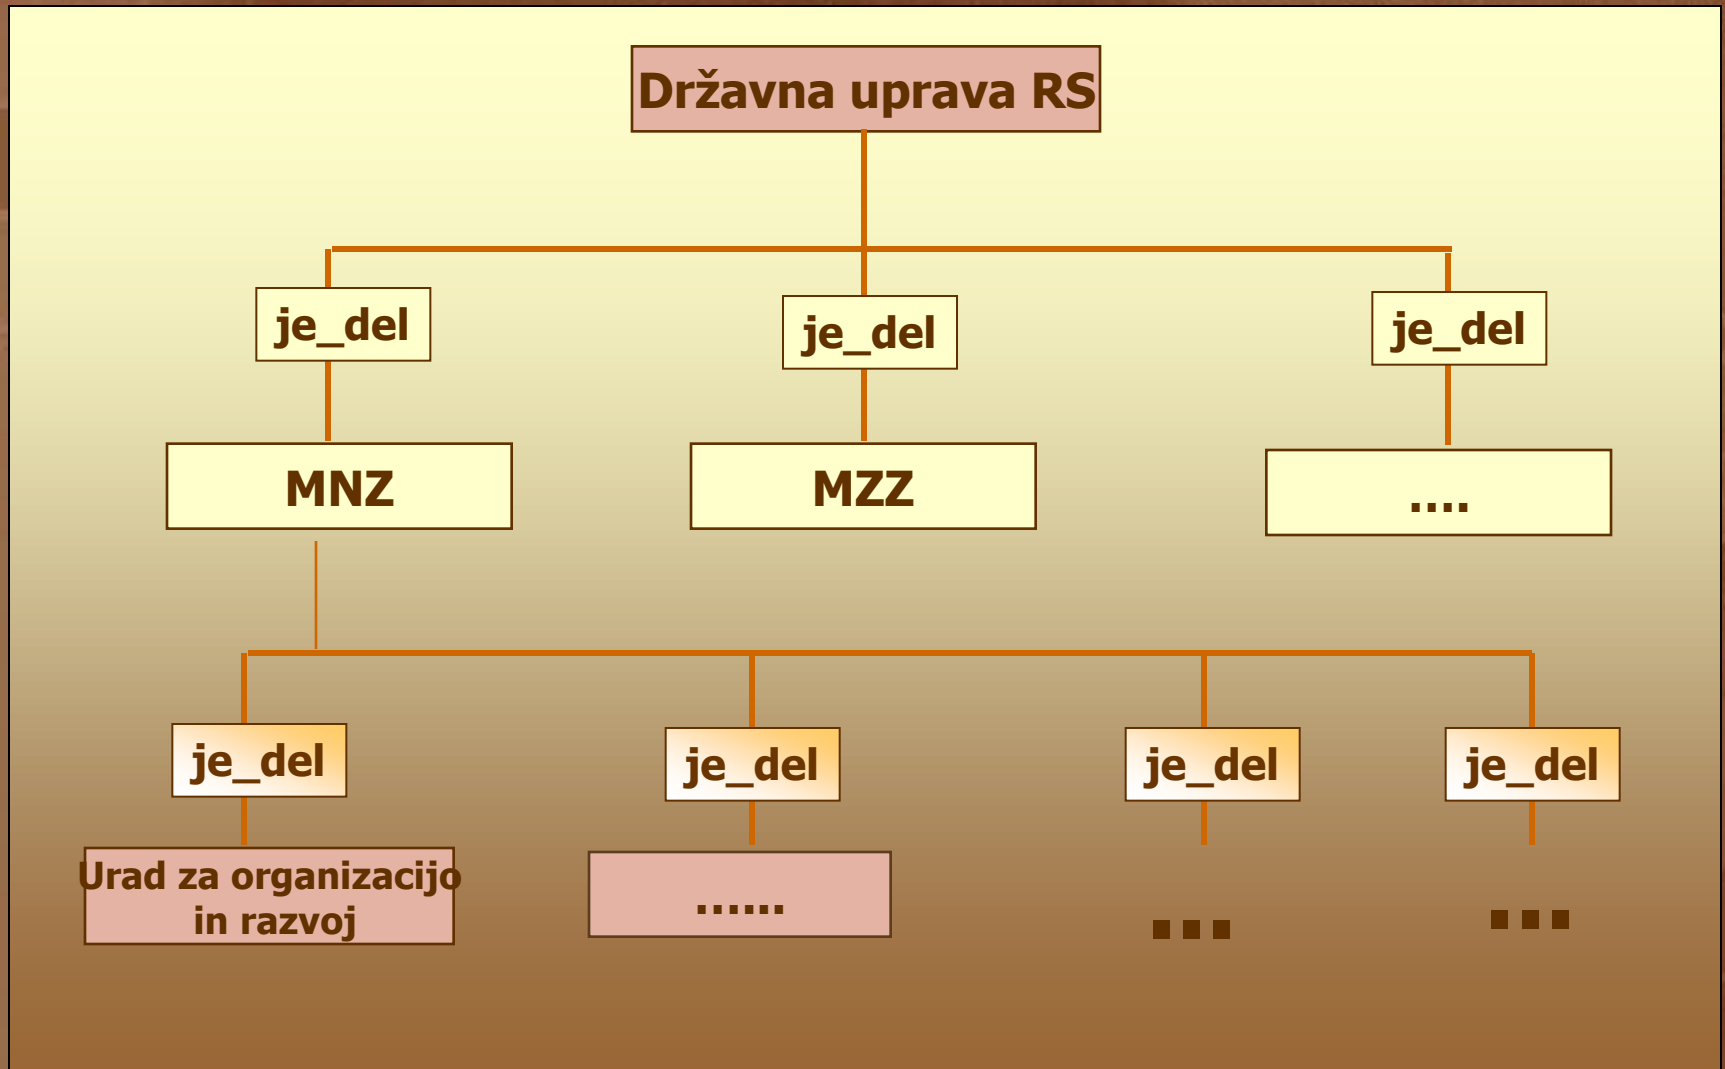 Državna uprava RS
je_del
je_del
je_del
MNZ
MZZ
....
je_del
je_del
je_del
je_del
Urad za organizacijo
in razvoj
......
...
...